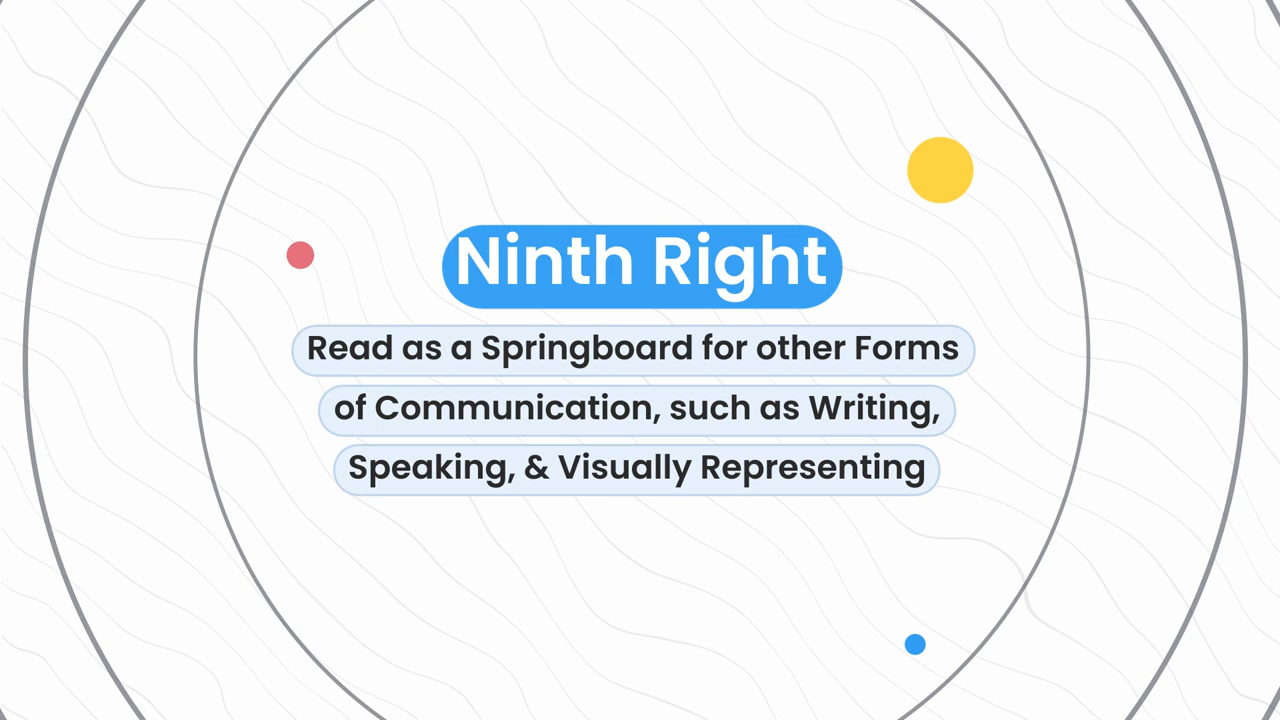 Ninth Right
Read as a Springboard for other Forms
of Communication, such as Writing,
Speaking, & Visually Representing